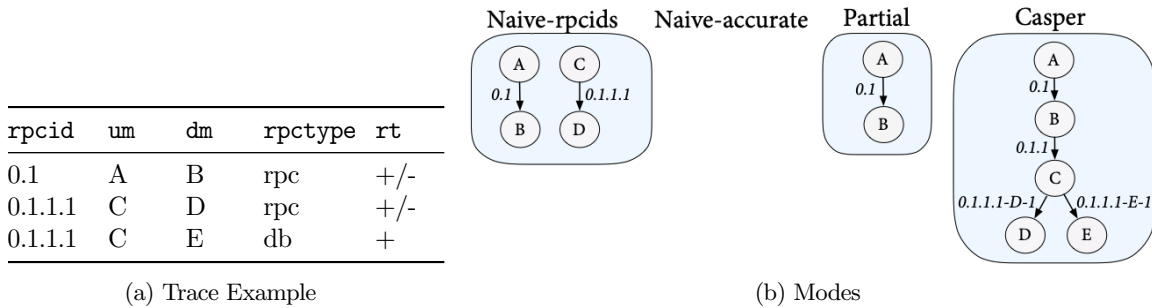 rpcid um dm rpctype rt
0.1 A B rpc +/-
0.1.1.1 C D rpc +/-
0.1.1.1 C E db +
(a) Trace Example
Naive-rpcids Naive-accurate Partial Casper
A C
0.1 0.1.1.1
B D
A
0.1
B
A
0.1
B
0.1.1
C
0.1.1.1-D-1 0.1.1.1-E-1
D E
(b) Modes